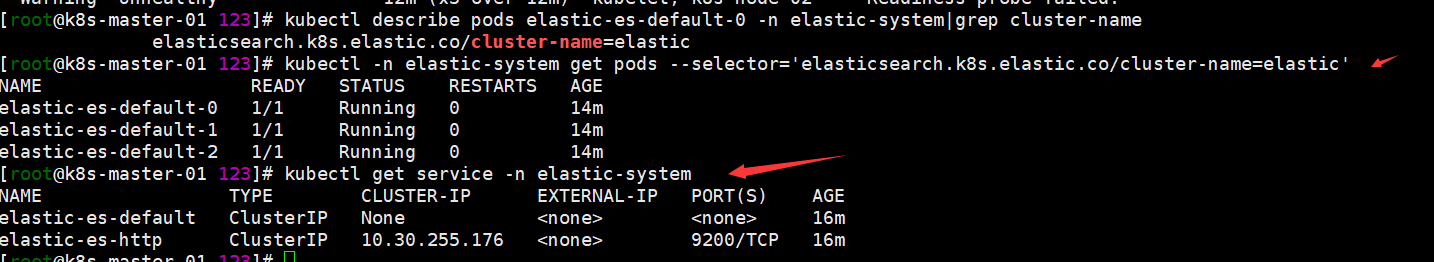 [root@k8s-master-01 123]# kubectl describe pods elastic-es-default-0 -n elastic-system|grep cluster-name
elasticsearch.k8s.elastic.co/cluster-name=elastic
[root@k8s-master-01 123]# kubectl -n elastic-system get pods --selector='elasticsearch.k8s.elastic.co/cluster-name=elastic'
NAME READY STATUS RESTARTS AGE
elastic-es-default-0 1/1 Running 0 14m
elastic-es-default-1 1/1 Running 0 14m
elastic-es-default-2 1/1 Running 0 14m
[root@k8s-master-01 123]# kubectl get service -n elastic-system
NAME TYPE CLUSTER-IP EXTERNAL-IP PORT(S) AGE
elastic-es-default ClusterIP None <none> <none> 16m
elastic-es-http ClusterIP 10.30.255.176 <none> 9200/TCP 16m
[root@k8s-master-01 123]#